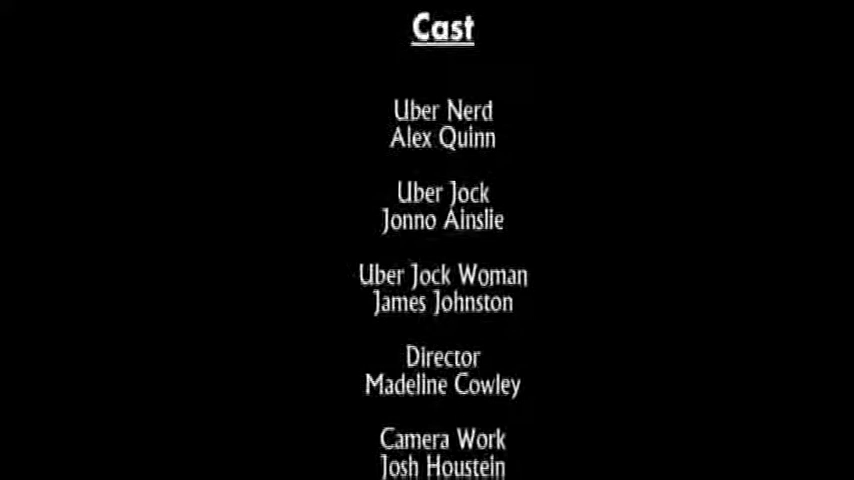 Cast
Uber Nerd
Alex Quinn
Uber Jock
Jonno Ainslie
Uber Jock Woman
James Johnston
Director
Madeline Cowley
Camera Work
Josh Houstein